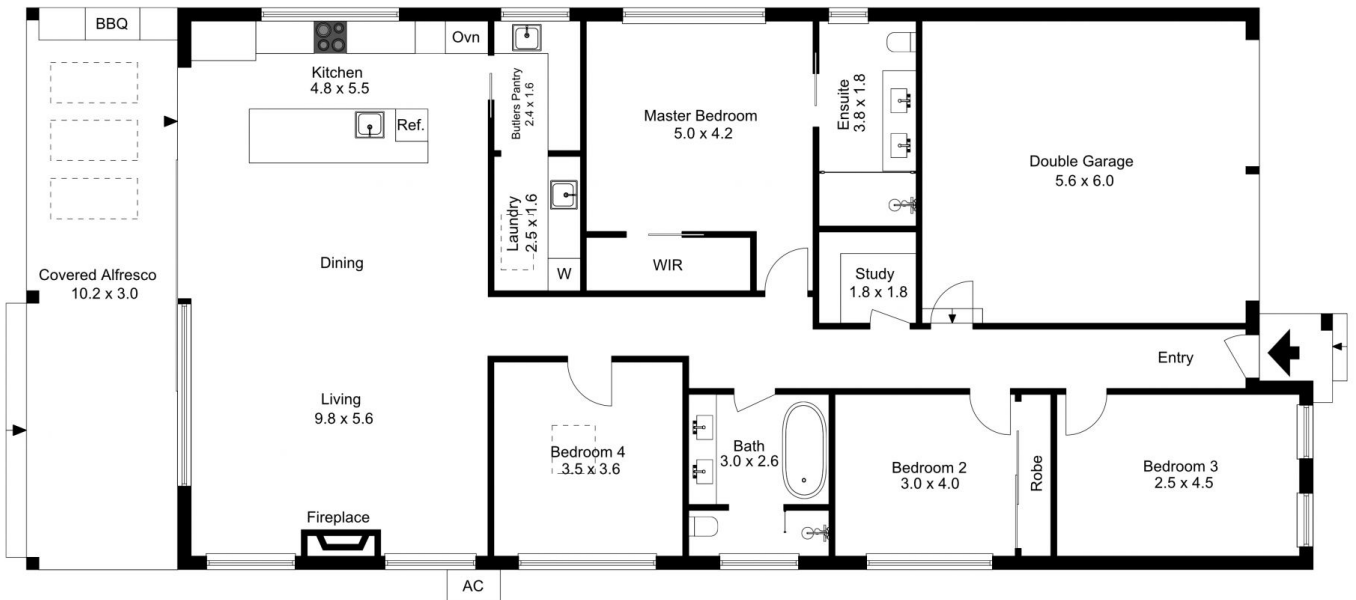 BBQ
Ovn
Kitchen
4.8 x 5.5
Ref.
Butlers Pantry
2.4 x 1.6
Master Bedroom
5.0 x 4.2
Ensuite
3.8 x 1.8
Double Garage
5.6 x 6.0
Covered Alfresco
10.2 x 3.0
Dining
Laundry
2.5 x 1.6
W
WIR
Study
1.8 x 1.8
Entry
Living
9.8 x 5.6
Bedroom 4
3.5 x 3.6
Bath
3.0 x 2.6
Bedroom 2
3.0 x 4.0
Robe
Bedroom 3
2.5 x 4.5
Fireplace
AC